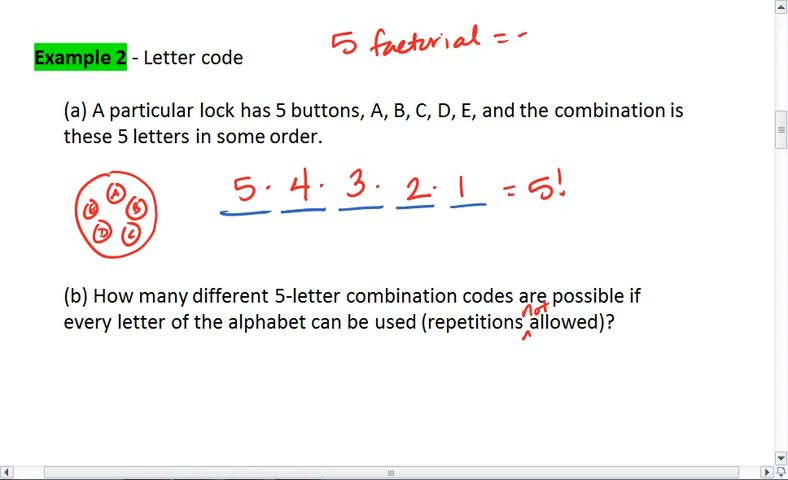 5 factorial = -
Example 2 - Letter code
(a) A particular lock has 5 buttons, A, B, C, D, E, and the combination is
these 5 letters in some order.
A
E B
D C
5 · 4 · 3 · 2 · 1 = 5!
(b) How many different 5-letter combination codes are possible if
not
every letter of the alphabet can be used (repetitions ^ allowed)?